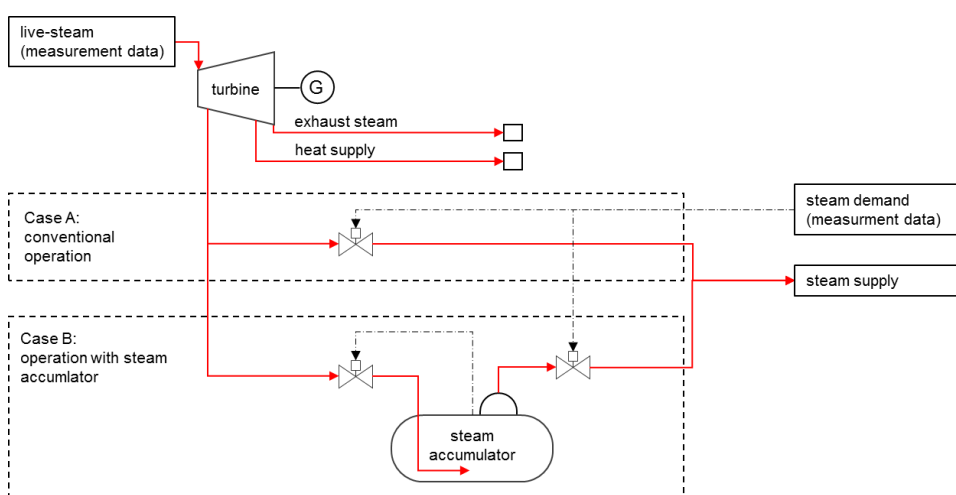 live-steam
(measurement data)
turbine
G
exhaust steam
heat supply
Case A:
conventional
operation
steam demand
(measurment data)
steam supply
Case B:
operation with steam
accumlator
steam
accumulator